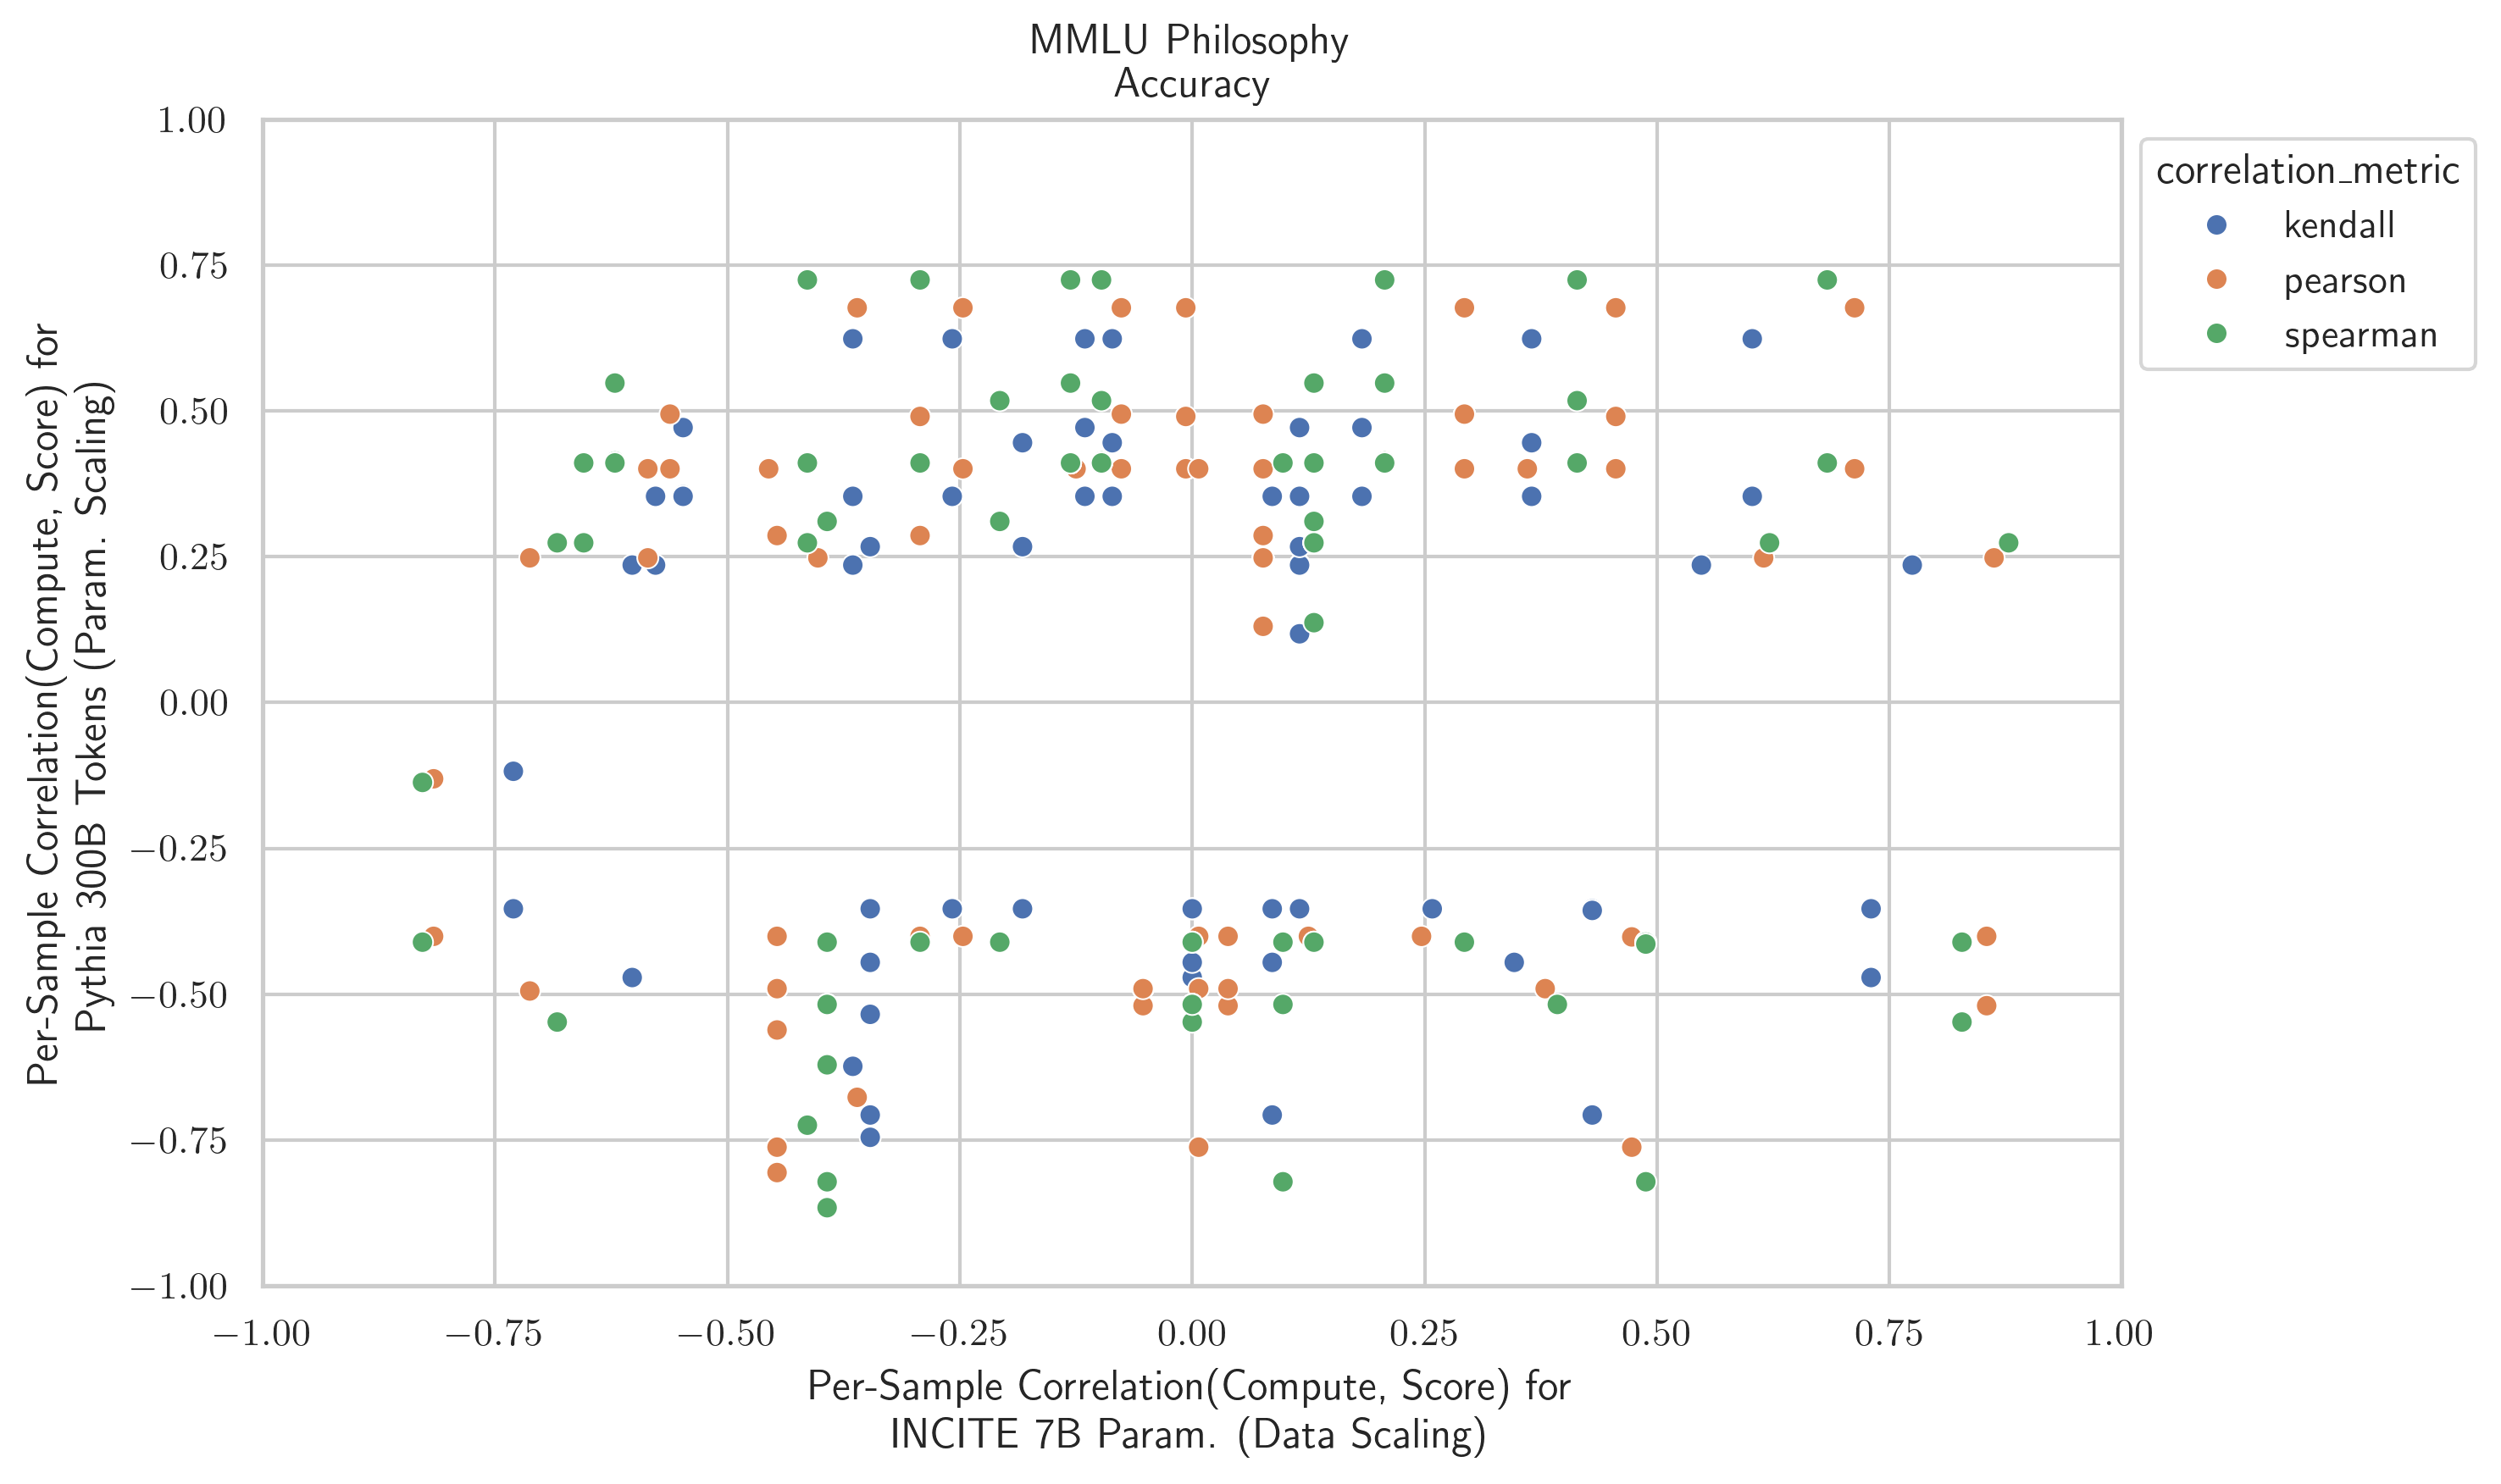 MMLU Philosophy
Accuracy
Per-Sample Correlation(Compute, Score) for
Pythia 300B Tokens (Param. Scaling)
1.00
0.75
0.50
0.25
0.00
−0.25
−0.50
−0.75
−1.00
−1.00
−0.75
−0.50
−0.25
0.00
0.25
0.50
0.75
1.00
Per-Sample Correlation(Compute, Score) for
INCITE 7B Param. (Data Scaling)
correlation_metric
kendall
pearson
spearman